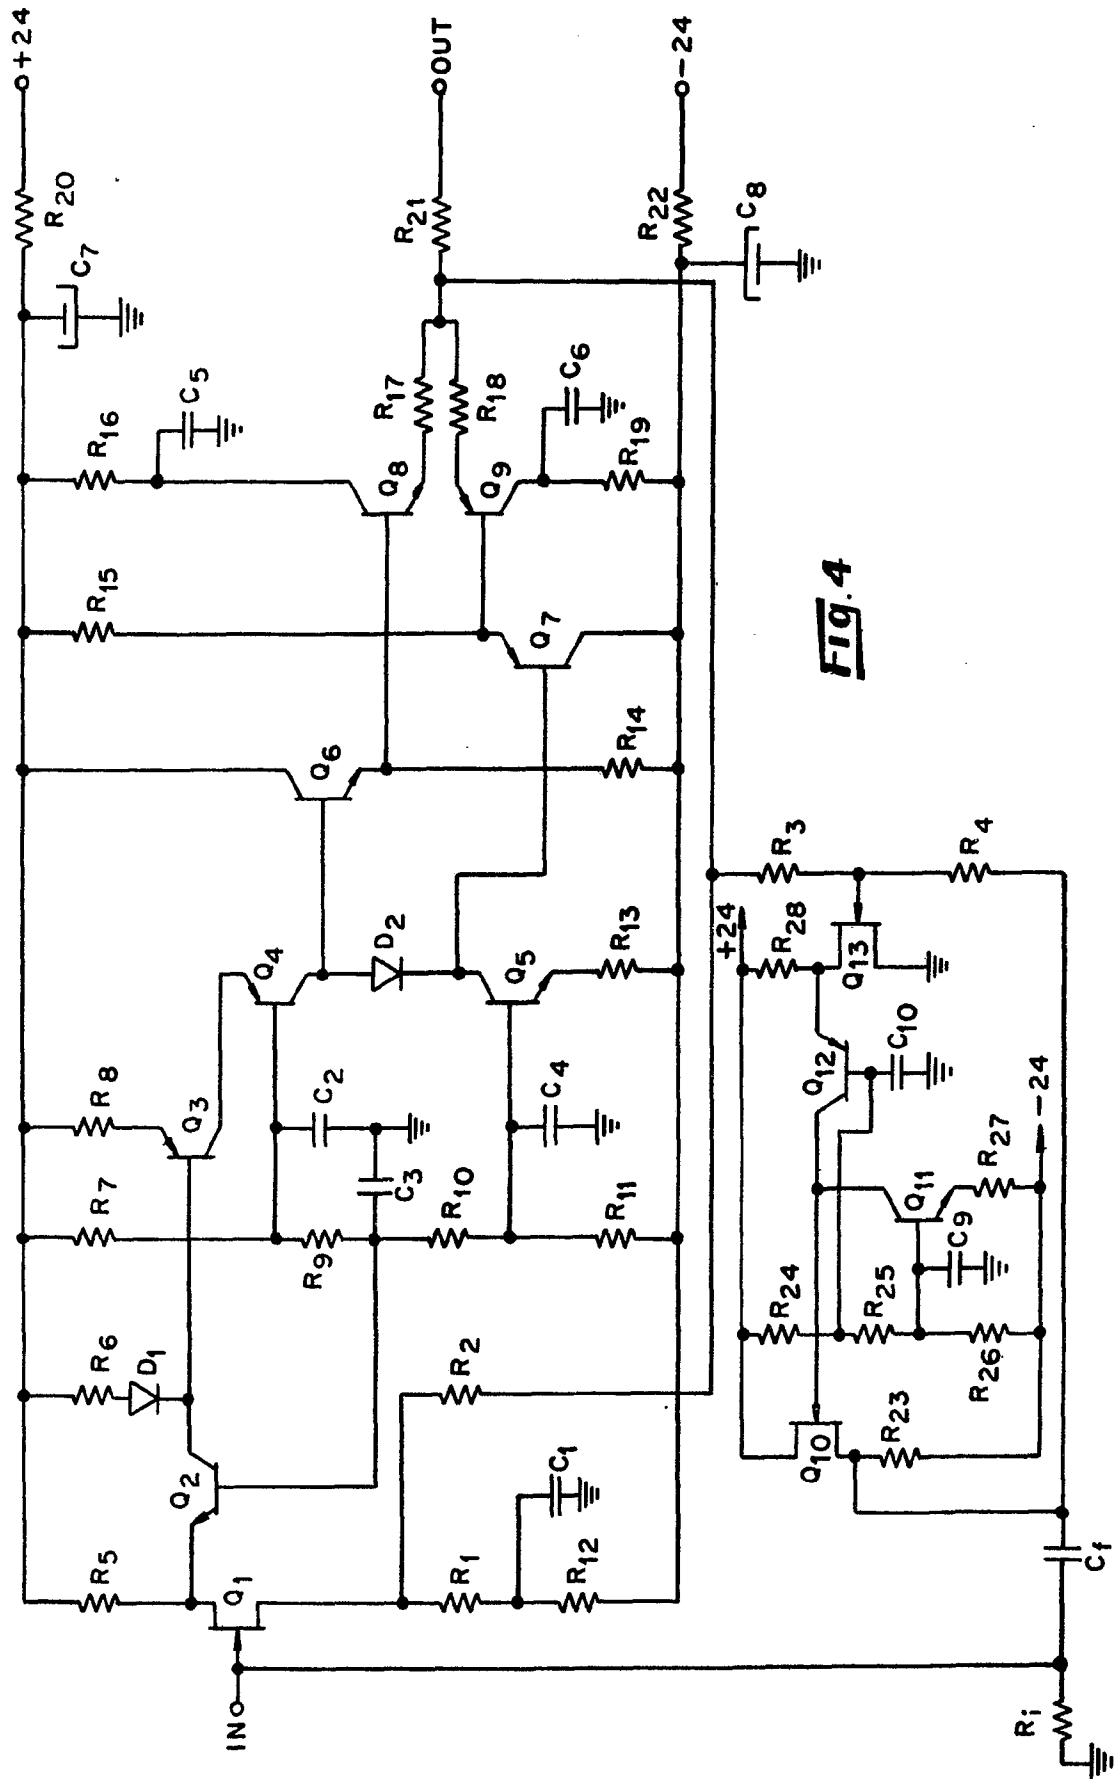 +24
R20
C7
R16
C5
R15
R8
R7
R6
D1
R5
Q3
Q2
Q1
IN
Q4
C2
C3
R9
R10
R11
C4
D2
Q5
R13
Q6
R14
Q7
Q8
Q9
R17
R18
C6
R19
R21
OUT
R22
-24
C8
R2
R1
C1
R12
+24
R28
R3
R4
Q13
Q12
C10
R24
R25
R26
Q11
C9
R27
-24
Q10
R23
Cf
Ri
Fig. 4